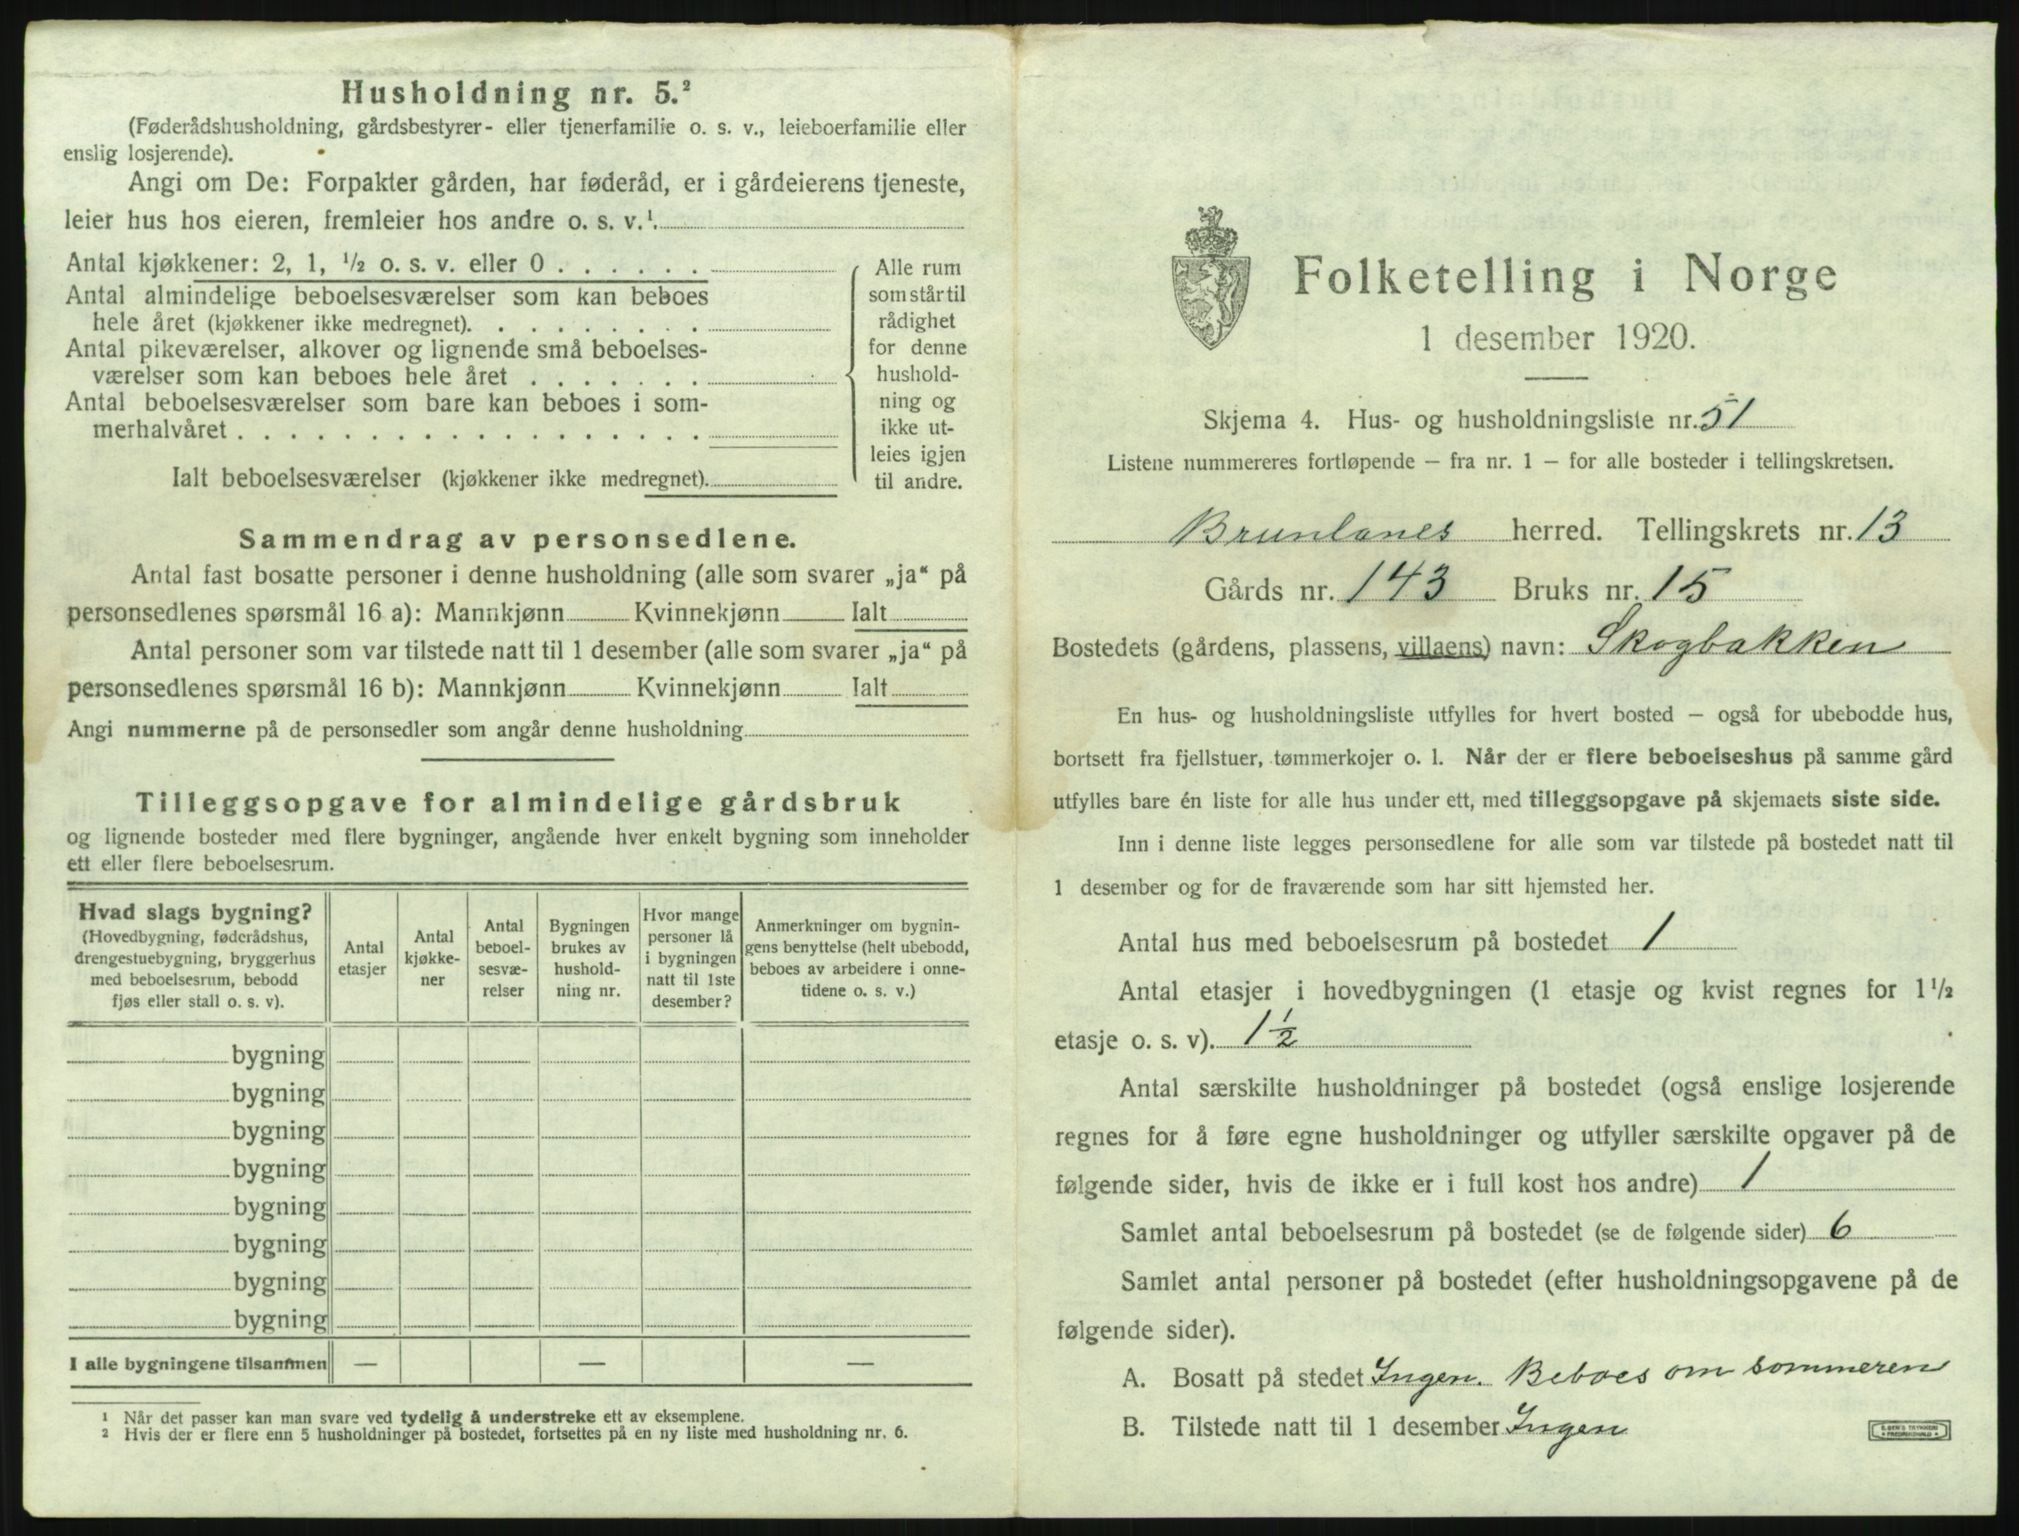 Husholdning nr. 5.²
(Føderådshusholdning, gårdsbestyrer- eller tjenerfamilie o. s. v., leieboerfamilie eller
enslig losjerende).
Angi om De: Forpakter gården, har føderåd, er i gårdeierens tjeneste,
leier hus hos eieren, fremleier hos andre o. s. v.¹.
Antal kjøkkener: 2, 1, ½ o. s. v. eller 0 . . . . . .
Antal almindelige beboelsesværelser som kan beboes
hele året (kjøkkener ikke medregnet). . . . . . . . .
Antal pikeværelser, alkover og lignende små beboelses-
værelser som kan beboes hele året . . . . . . .
Antal beboelsesværelser som bare kan beboes i som-
merhalvåret . . . . . . . . . . . . . . . . . .
Ialt beboelsesværelser (kjøkkener ikke medregnet).
Alle rum
som står til
rådighet
for denne
hushold-
ning og
ikke ut-
leies igjen
til andre.
Sammendrag av personsedlene.
Antal fast bosatte personer i denne husholdning (alle som svarer „ja“ på
personsedlenes spørsmål 16 a): Mannkjønn Kvinnekjønn Ialt
Antal personer som var tilstede natt til 1 desember (alle som svarer „ja“ på
personsedlenes spørsmål 16 b): Mannkjønn Kvinnekjønn Ialt
Angi nummerne på de personsedler som angår denne husholdning
Tilleggsopgave for almindelige gårdsbruk
og lignende bosteder med flere bygninger, angående hver enkelt bygning som inneholder
ett eller flere beboelsesrum.
Hvad slags bygning?
(Hovedbygning, føderådshus,
drengestuebygning, bryggerhus
med beboelsesrum, bebodd
fjøs eller stall o. s. v).
Antal
etasjer
Antal
kjøkke-
ner
Antal
beboel-
sesvæ-
relser
Bygningen
brukes av
hushold-
ning nr.
Hvor mange
personer lå
i bygningen
natt til 1ste
desember?
Anmerkninger om bygnin-
gens benyttelse (helt ubebodd,
beboes av arbeidere i onne-
tidene o. s. v.)
bygning
bygning
bygning
bygning
bygning
bygning
bygning
bygning
I alle bygningene tilsammen — — —
¹ Når det passer kan man svare ved tydelig å understreke ett av eksemplene.
² Hvis der er flere enn 5 husholdninger på bostedet, fortsettes på en ny liste med husholdning nr. 6.
Folketelling i Norge
1 desember 1920.
Skjema 4. Hus- og husholdningsliste nr. 51
Listene nummereres fortløpende – fra nr. 1 – for alle bosteder i tellingskretsen.
Brunlanes herred. Tellingskrets nr. 13
Gårds nr. 143 Bruks nr. 15
Bostedets (gårdens, plassens, villaens) navn: Skogbakken
En hus- og husholdningsliste utfylles for hvert bosted – også for ubebodde hus,
bortsett fra fjellstuer, tømmerkojer o. l. Når der er flere beboelseshus på samme gård
utfylles bare én liste for alle hus under ett, med tilleggsopgave på skjemaets siste side.
Inn i denne liste legges personsedlene for alle som var tilstede på bostedet natt til
1 desember og for de fraværende som har sitt hjemsted her.
Antal hus med beboelsesrum på bostedet 1
Antal etasjer i hovedbygningen (1 etasje og kvist regnes for 1½
etasje o. s. v). 1½
Antal særskilte husholdninger på bostedet (også enslige losjerende
regnes for å føre egne husholdninger og utfyller særskilte opgaver på de
følgende sider, hvis de ikke er i full kost hos andre) 1
Samlet antal beboelsesrum på bostedet (se de følgende sider) 6
Samlet antal personer på bostedet (efter husholdningsopgavene på de
følgende sider).
A. Bosatt på stedet Ingen. Beboes om sommeren
B. Tilstede natt til 1 desember Ingen